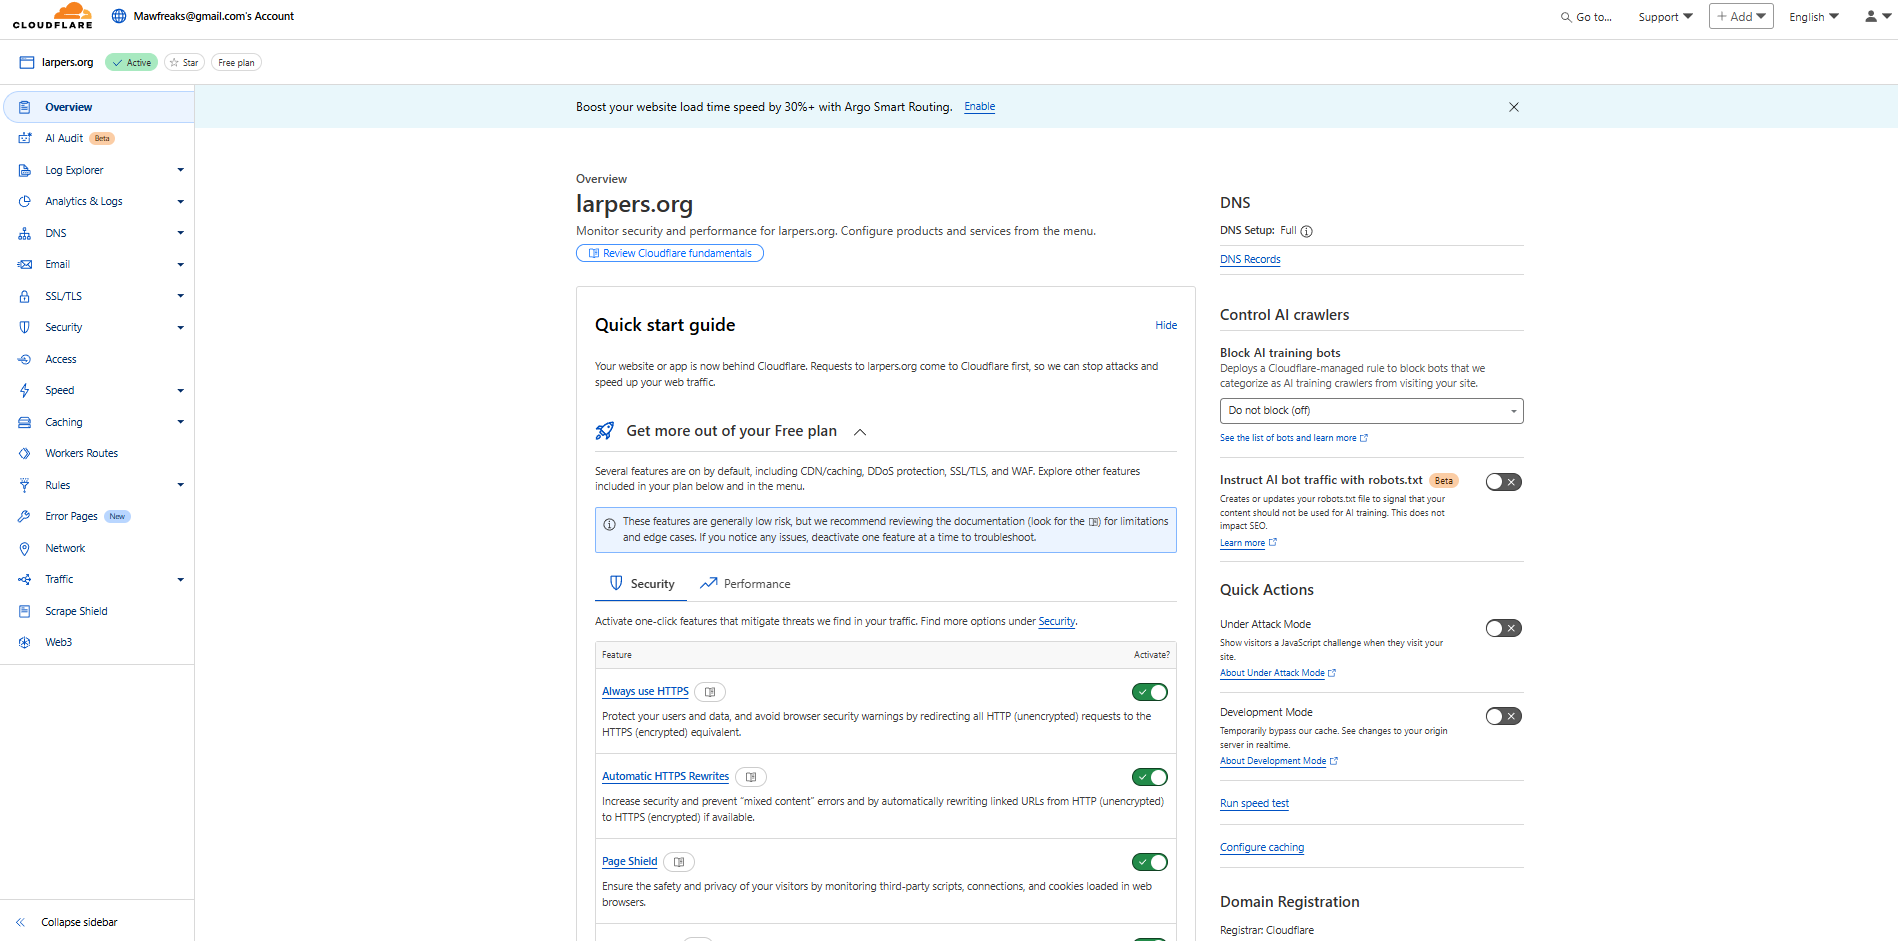 CLOUDFLARE
Mawfreaks@gmail.com's Account
Go to...
Support
+ Add
English
larpers.org
Active
Star
Free plan
Overview
AI Audit Beta
Log Explorer
Analytics & Logs
DNS
Email
SSL/TLS
Security
Access
Speed
Caching
Workers Routes
Rules
Error Pages New
Network
Traffic
Scrape Shield
Web3
Collapse sidebar
Boost your website load time speed by 30%+ with Argo Smart Routing. Enable
Overview
larpers.org
Monitor security and performance for larpers.org. Configure products and services from the menu.
Review Cloudflare fundamentals
Quick start guide
Hide
Your website or app is now behind Cloudflare. Requests to larpers.org come to Cloudflare first, so we can stop attacks and
speed up your web traffic.
Get more out of your Free plan
Several features are on by default, including CDN/caching, DDoS protection, SSL/TLS, and WAF. Explore other features
included in your plan below and in the menu.
These features are generally low risk, but we recommend reviewing the documentation (look for the ) for limitations
and edge cases. If you notice any issues, deactivate one feature at a time to troubleshoot.
Security
Performance
Activate one-click features that mitigate threats we find in your traffic. Find more options under Security.
Feature
Activate?
Always use HTTPS
Protect your users and data, and avoid browser security warnings by redirecting all HTTP (unencrypted) requests to the
HTTPS (encrypted) equivalent.
Automatic HTTPS Rewrites
Increase security and prevent “mixed content” errors and by automatically rewriting linked URLs from HTTP (unencrypted)
to HTTPS (encrypted) if available.
Page Shield
Ensure the safety and privacy of your visitors by monitoring third-party scripts, connections, and cookies loaded in web
browsers.
DNS
DNS Setup: Full
DNS Records
Control AI crawlers
Block AI training bots
Deploys a Cloudflare-managed rule to block bots that we
categorize as AI training crawlers from visiting your site.
Do not block (off)
See the list of bots and learn more
Instruct AI bot traffic with robots.txt Beta
Creates or updates your robots.txt file to signal that your
content should not be used for AI training. This does not
impact SEO.
Learn more
Quick Actions
Under Attack Mode
Show visitors a JavaScript challenge when they visit your
site.
About Under Attack Mode
Development Mode
Temporarily bypass our cache. See changes to your origin
server in realtime.
About Development Mode
Run speed test
Configure caching
Domain Registration
Registrar: Cloudflare